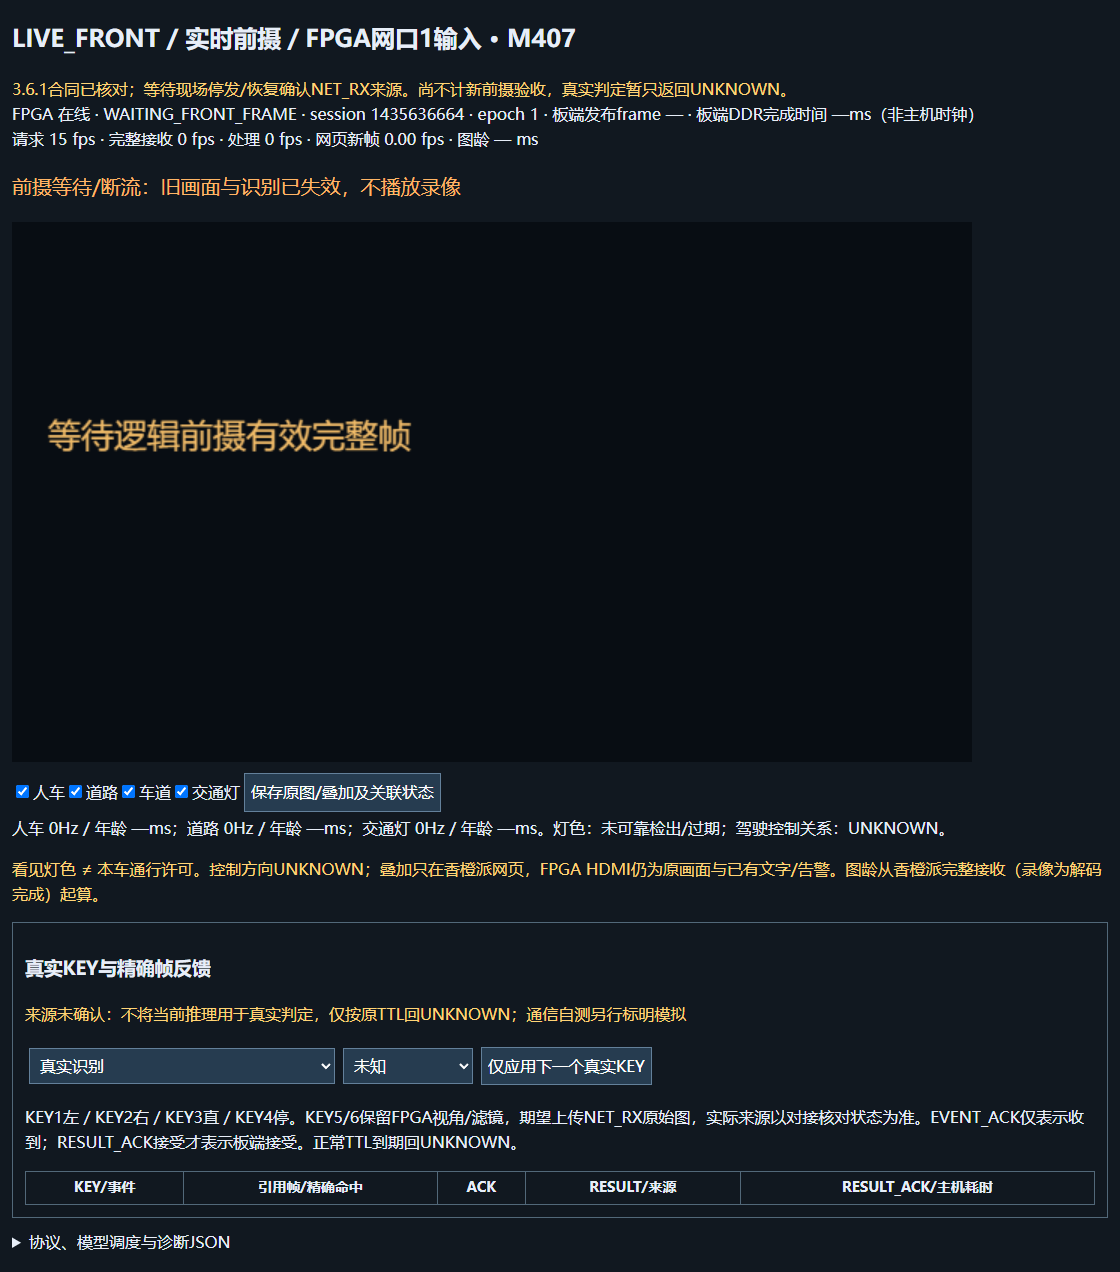 LIVE_FRONT / 实时前摄 / FPGA网口1输入 • M407
3.6.1合同已核对；等待现场停发/恢复确认NET_RX来源。尚不计新前摄验收，真实判定暂只返回UNKNOWN。
FPGA 在线 · WAITING_FRONT_FRAME · session 1435636664 · epoch 1 · 板端发布frame — · 板端DDR完成时间 —ms（非主机时钟）
请求 15 fps · 完整接收 0 fps · 处理 0 fps · 网页新帧 0.00 fps · 图龄 — ms
前摄等待/断流：旧画面与识别已失效，不播放录像
等待逻辑前摄有效完整帧
人车 道路 车道 交通灯 保存原图/叠加及关联状态
人车 0Hz / 年龄 —ms；道路 0Hz / 年龄 —ms；交通灯 0Hz / 年龄 —ms。灯色：未可靠检出/过期；驾驶控制关系：UNKNOWN。
看见灯色 ≠ 本车通行许可。控制方向UNKNOWN；叠加只在香橙派网页，FPGA HDMI仍为原画面与已有文字/告警。图龄从香橙派完整接收（录像为解码
完成）起算。
真实KEY与精确帧反馈
来源未确认：不将当前推理用于真实判定，仅按原TTL回UNKNOWN；通信自测另行标明模拟
真实识别 未知 仅应用下一个真实KEY
KEY1左 / KEY2右 / KEY3直 / KEY4停。KEY5/6保留FPGA视角/滤镜，期望上传NET_RX原始图，实际来源以对接核对状态为准。EVENT_ACK仅表示收
到；RESULT_ACK接受才表示板端接受。正常TTL到期回UNKNOWN。
KEY/事件 引用帧/精确命中 ACK RESULT/来源 RESULT_ACK/主机耗时
协议、模型调度与诊断JSON